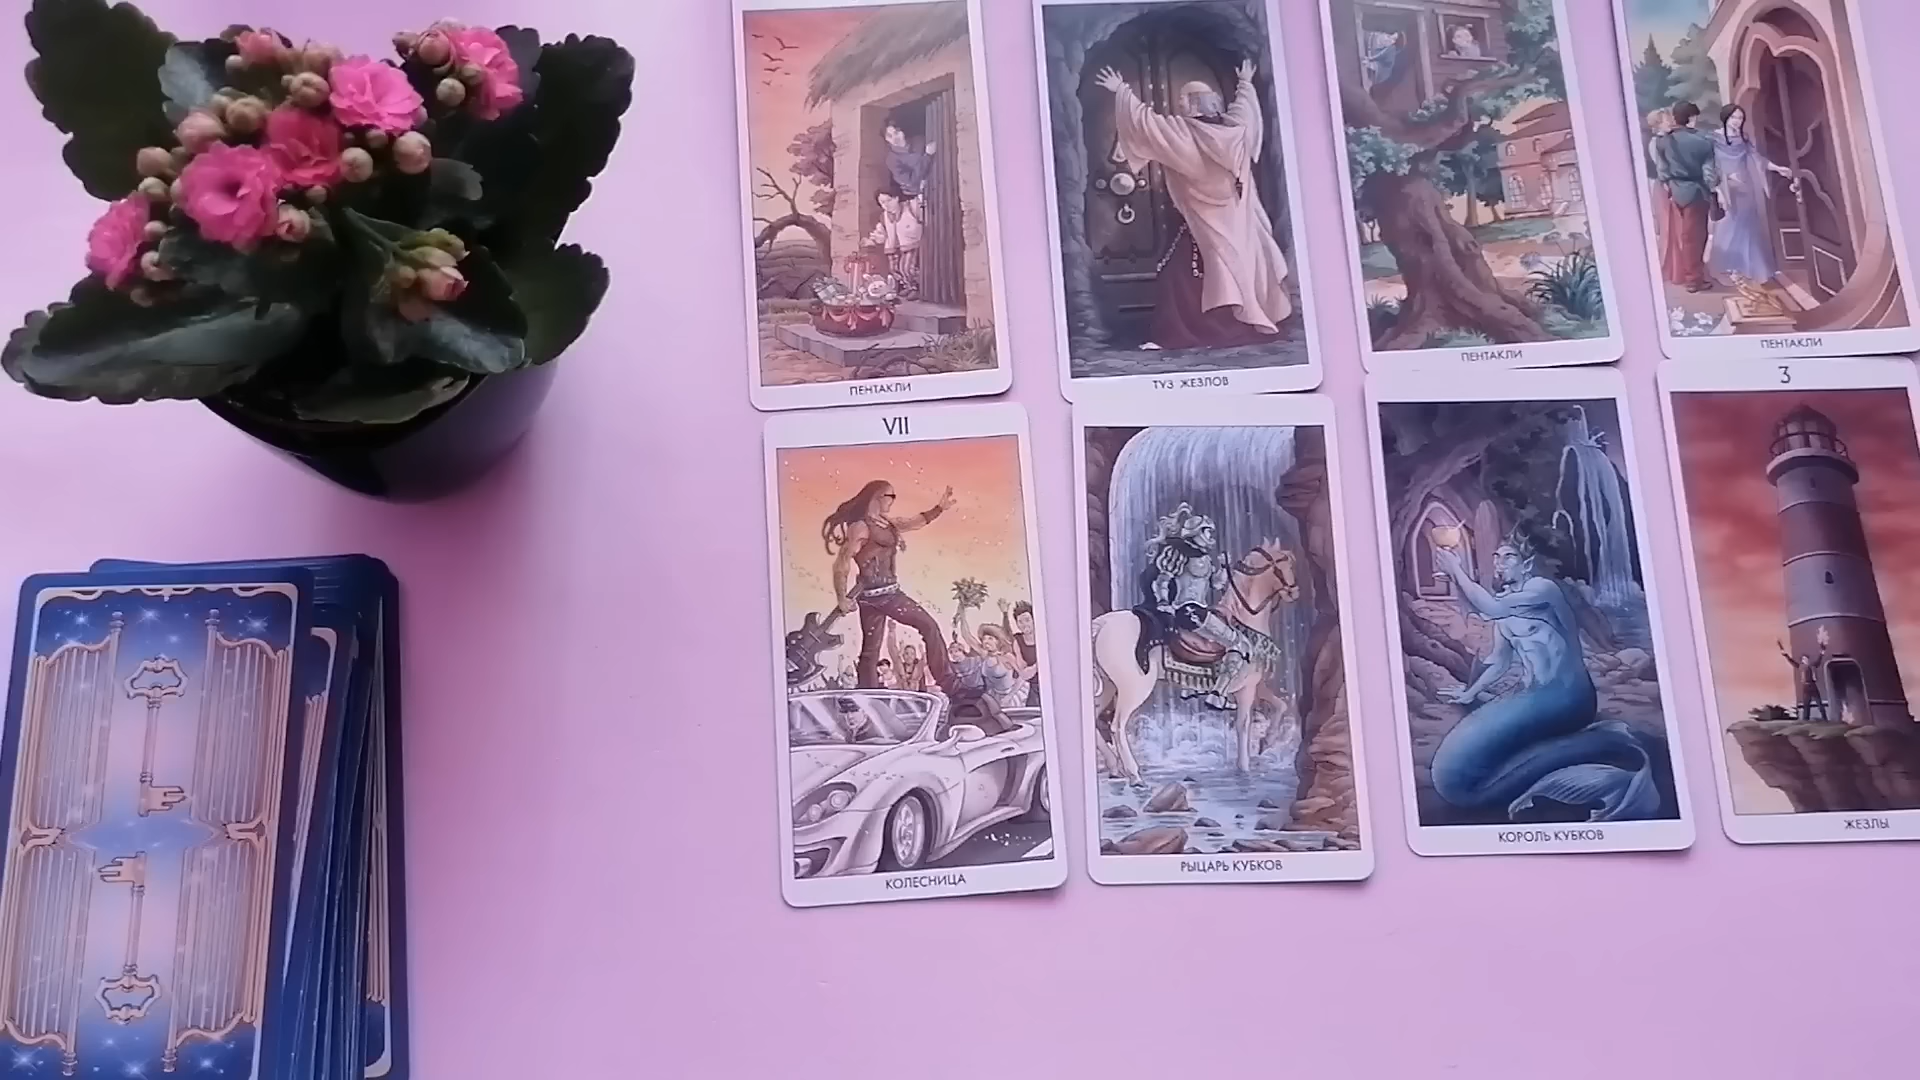 ПЕНТАКЛИ
ТУЗ ЖЕЗЛОВ
ПЕНТАКЛИ
ПЕНТАКЛИ
VII
КОЛЕСНИЦА
РЫЦАРЬ КУБКОВ
КОРОЛЬ КУБКОВ
3
ЖЕЗЛЫ